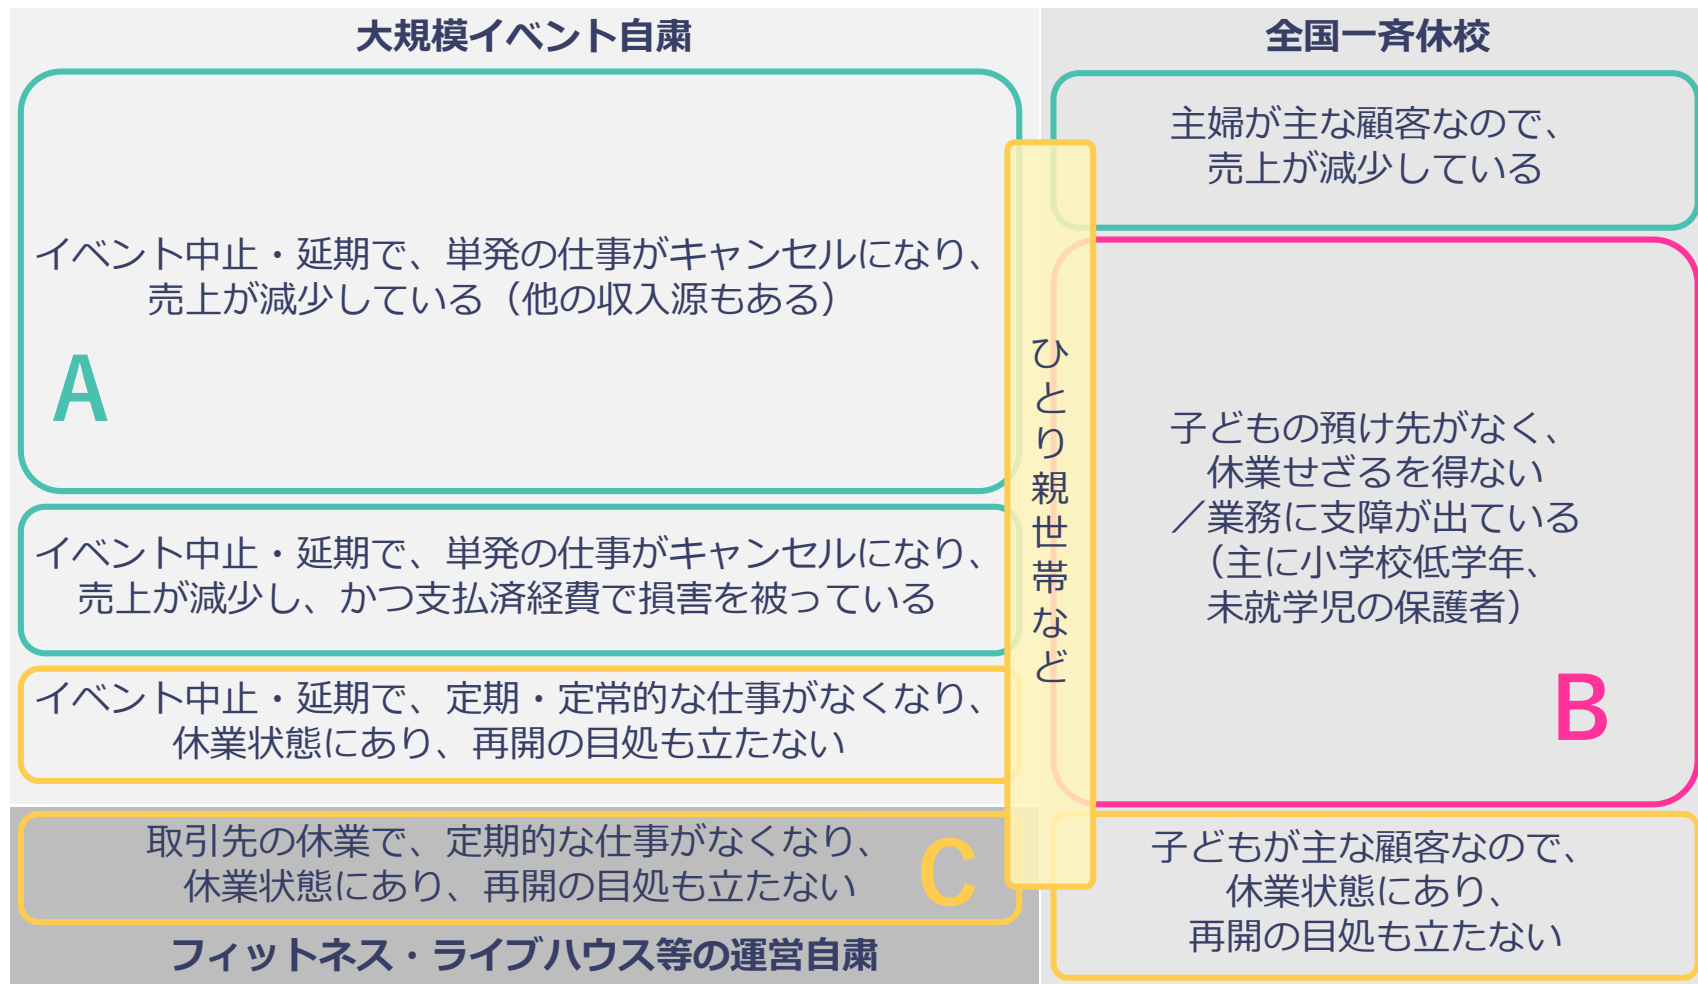 大規模イベント自粛
イベント中止・延期で、単発の仕事がキャンセルになり、
売上が減少している（他の収入源もある）
A
イベント中止・延期で、単発の仕事がキャンセルになり、
売上が減少し、かつ支払済経費で損害を被っている
イベント中止・延期で、定期・定常的な仕事がなくなり、
休業状態にあり、再開の目処も立たない
取引先の休業で、定期的な仕事がなくなり、
休業状態にあり、再開の目処も立たない
C
フィットネス・ライブハウス等の運営自粛
ひとり親世帯など
全国一斉休校
主婦が主な顧客なので、
売上が減少している
子どもの預け先がなく、
休業せざるを得ない
／業務に支障が出ている
（主に小学校低学年、
未就学児の保護者）
B
子どもが主な顧客なので、
休業状態にあり、
再開の目処も立たない